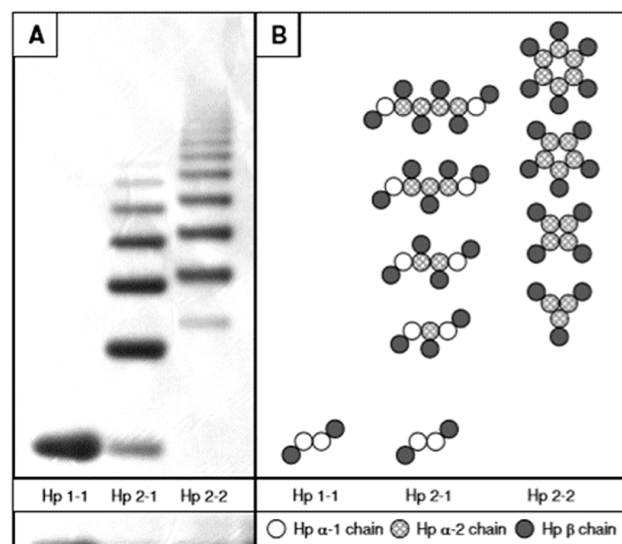 A
B
Hp 1-1 Hp 2-1 Hp 2-2 Hp 1-1 Hp 2-1 Hp 2-2
Hp α-1 chain Hp α-2 chain Hp β chain